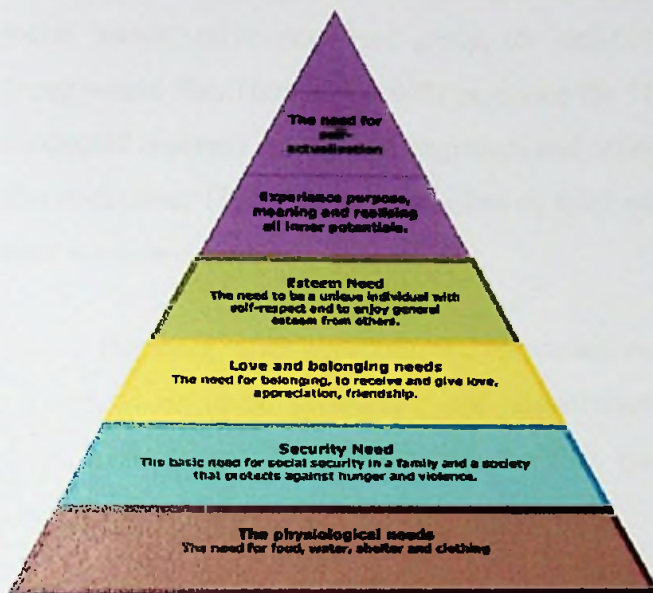 The need for
self-
actualisation
Experience purpose,
meaning and realising
all inner potentials.
Esteem Need
The need to be a unique individual with
self-respect and to enjoy general
esteem from others.
Love and belonging needs
The need for belonging, to receive and give love,
appreciation, friendship.
Security Need
The basic need for social security in a family and a society
that protects against hunger and violence.
The physiological needs
The need for food, water, shelter and clothing